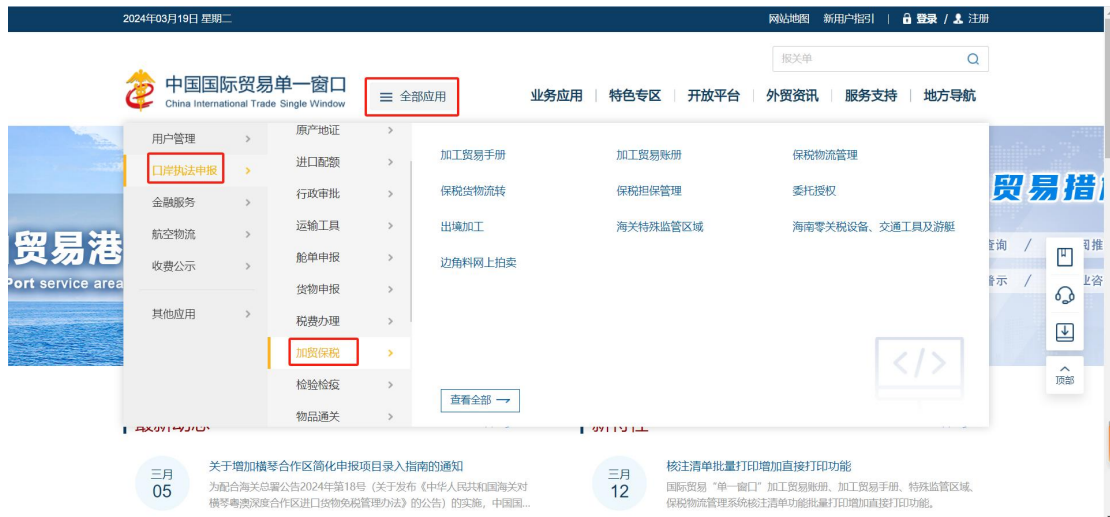 2024年03月19日 星期二
网站地图 新用户指引 | 登录 / 注册
报关单
中国国际贸易单一窗口
China International Trade Single Window
全部应用
业务应用 | 特色专区 | 开放平台 | 外贸资讯 | 服务支持 | 地方导航
用户管理
口岸执法申报
金融服务
航空物流
收费公示
其他应用
原产地证
进口配额
行政审批
运输工具
舱单申报
货物申报
税费办理
加贸保税
检验检疫
物品通关
加工贸易手册 加工贸易账册 保税物流管理
保税货物流转 保税担保管理 委托授权
出境加工 海关特殊监管区域 海南零关税设备、交通工具及游艇
边角料网上拍卖
</>
查看全部
贸易港
Port service area
贸易措
查询 /
示 /
顶部
最新动态
新特性
三月
05
关于增加横琴合作区简化申报项目录入指南的通知
为配合海关总署公告2024年第18号（关于发布《中华人民共和国海关对
横琴粤澳深度合作区进口货物免税管理办法》的公告）的实施，中国国...
三月
12
核注清单批量打印增加直接打印功能
国际贸易“单一窗口”加工贸易账册、加工贸易手册、特殊监管区域、
保税物流管理系统核注清单功能批量打印增加直接打印功能。